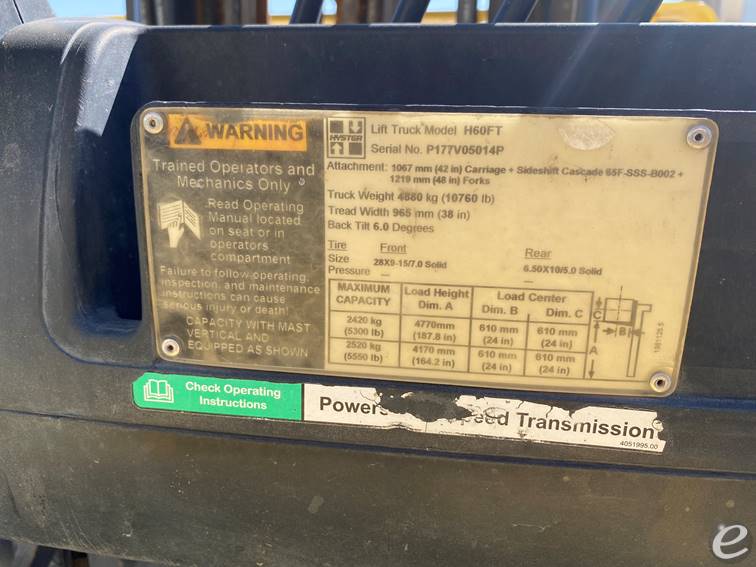 WARNING
Trained Operators and
Mechanics Only
Read Operating
Manual located
on seat or in
operators
compartment
Failure to follow operating,
inspection, and maintenance
instructions can cause
serious injury or death!
CAPACITY WITH MAST
VERTICAL AND
EQUIPPED AS SHOWN
HYSTER
Lift Truck Model H60FT
Serial No. P177V05014P
Attachment: 1067 mm (42 in) Carriage + Sideshift Cascade 65F-SSS-B002 +
1219 mm (48 in) Forks
Truck Weight 4880 kg (10760 lb)
Tread Width 965 mm (38 in)
Back Tilt 6.0 Degrees
Tire Front Rear
Size 28X9-15/7.0 Solid 6.50X10/5.0 Solid
Pressure — —
MAXIMUM CAPACITY Load Height Dim. A Load Center Dim. B Dim. C
2420 kg (5300 lb) 4770mm (187.8 in) 610 mm (24 in) 610 mm (24 in)
2520 kg (5550 lb) 4170 mm (164.2 in) 610 mm (24 in) 610 mm (24 in)
C
B
A
Check Operating
Instructions
Powers
eed Transmission
4051995.00
e